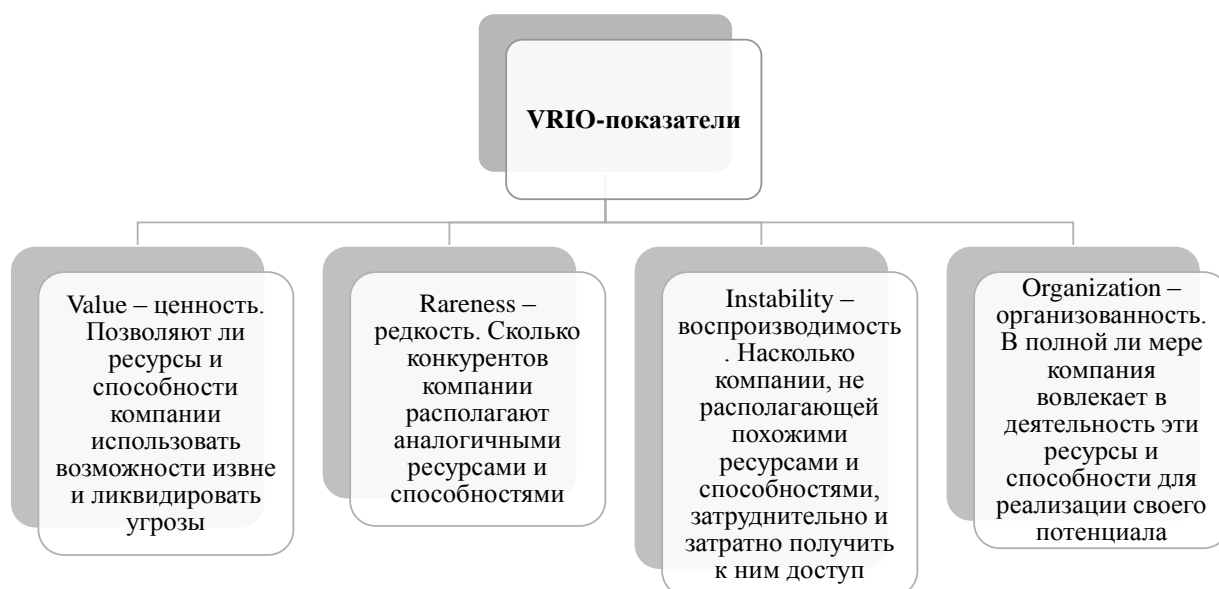 VRIO-показатели
Value – ценность.
Позволяют ли
ресурсы и
способности
компании
использовать
возможности извне
и ликвидировать
угрозы
Rareness –
редкость. Сколько
конкурентов
компании
располагают
аналогичными
ресурсами и
способностями
Instability –
воспроизводимость
. Насколько
компании, не
располагающей
похожими
ресурсами и
способностями,
затруднительно и
затратно получить
к ним доступ
Organization –
организованность.
В полной ли мере
компания
вовлекает в
деятельность эти
ресурсы и
способности для
реализации своего
потенциала